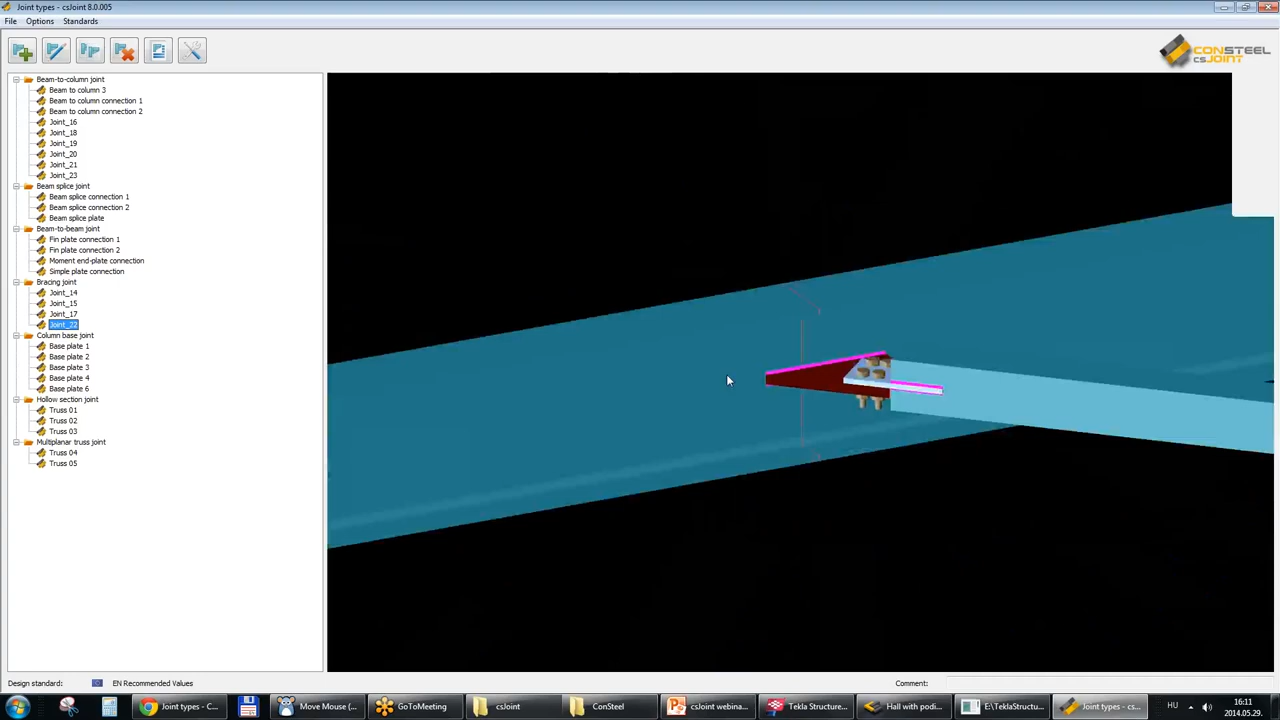 Joint types - csJoint 8.0.005
File Options Standards
CONSTEEL
CSJOINT
Beam-to-column joint
Beam to column 3
Beam to column connection 1
Beam to column connection 2
Joint_16
Joint_18
Joint_19
Joint_20
Joint_21
Joint_23
Beam splice joint
Beam splice connection 1
Beam splice connection 2
Beam splice plate
Beam-to-beam joint
Fin plate connection 1
Fin plate connection 2
Moment end-plate connection
Simple plate connection
Bracing joint
Joint_14
Joint_15
Joint_17
Joint_22
Column base joint
Base plate 1
Base plate 2
Base plate 3
Base plate 4
Base plate 6
Hollow section joint
Truss 01
Truss 02
Truss 03
Multiplanar truss joint
Truss 04
Truss 05
Design standard: EN Recommended Values Comment:
Joint types - C... Move Mouse (... GoToMeeting csJoint ConSteel csJoint webina... Tekla Structure... Hall with podi... E:\TeklaStructu... Joint types - cs... HU 16:11
2014.05.29.